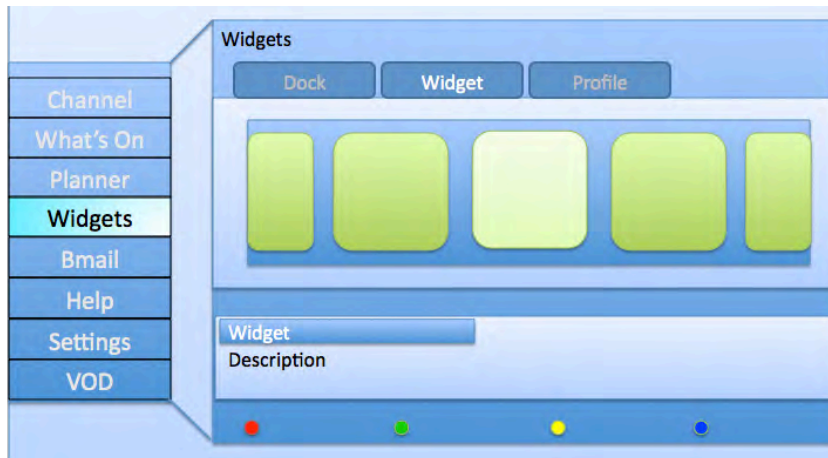 Channel
What's On
Planner
Widgets
Bmail
Help
Settings
VOD
Widgets
Dock
Widget
Profile
Widget
Description